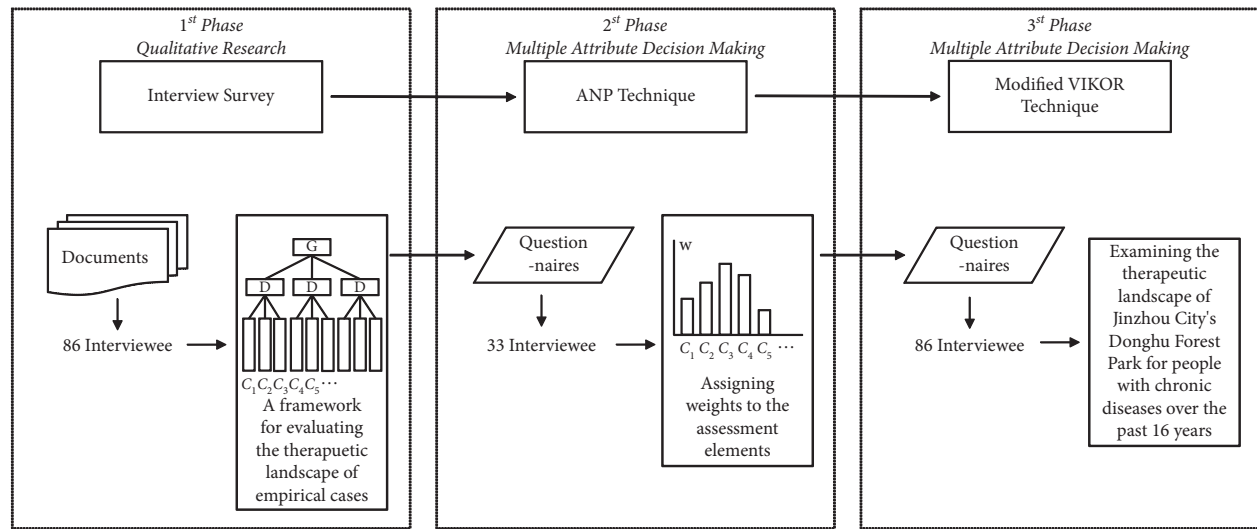 1st Phase
Qualitative Research
Interview Survey
Documents
86 Interviewee
G
D D D
C1 C2 C3 C4 C5 ...
A framework
for evaluating
the therapuetic
landscape of
empirical cases
2st Phase
Multiple Attribute Decision Making
ANP Technique
Question
-naires
33 Interviewee
w
C1 C2 C3 C4 C5 ...
Assigning
weights to the
assessment
elements
3st Phase
Multiple Attribute Decision Making
Modified VIKOR
Technique
Question
-naires
86 Interviewee
Examining the
therapeutic
landscape of
Jinzhou City's
Donghu Forest
Park for people
with chronic
diseases over the
past 16 years